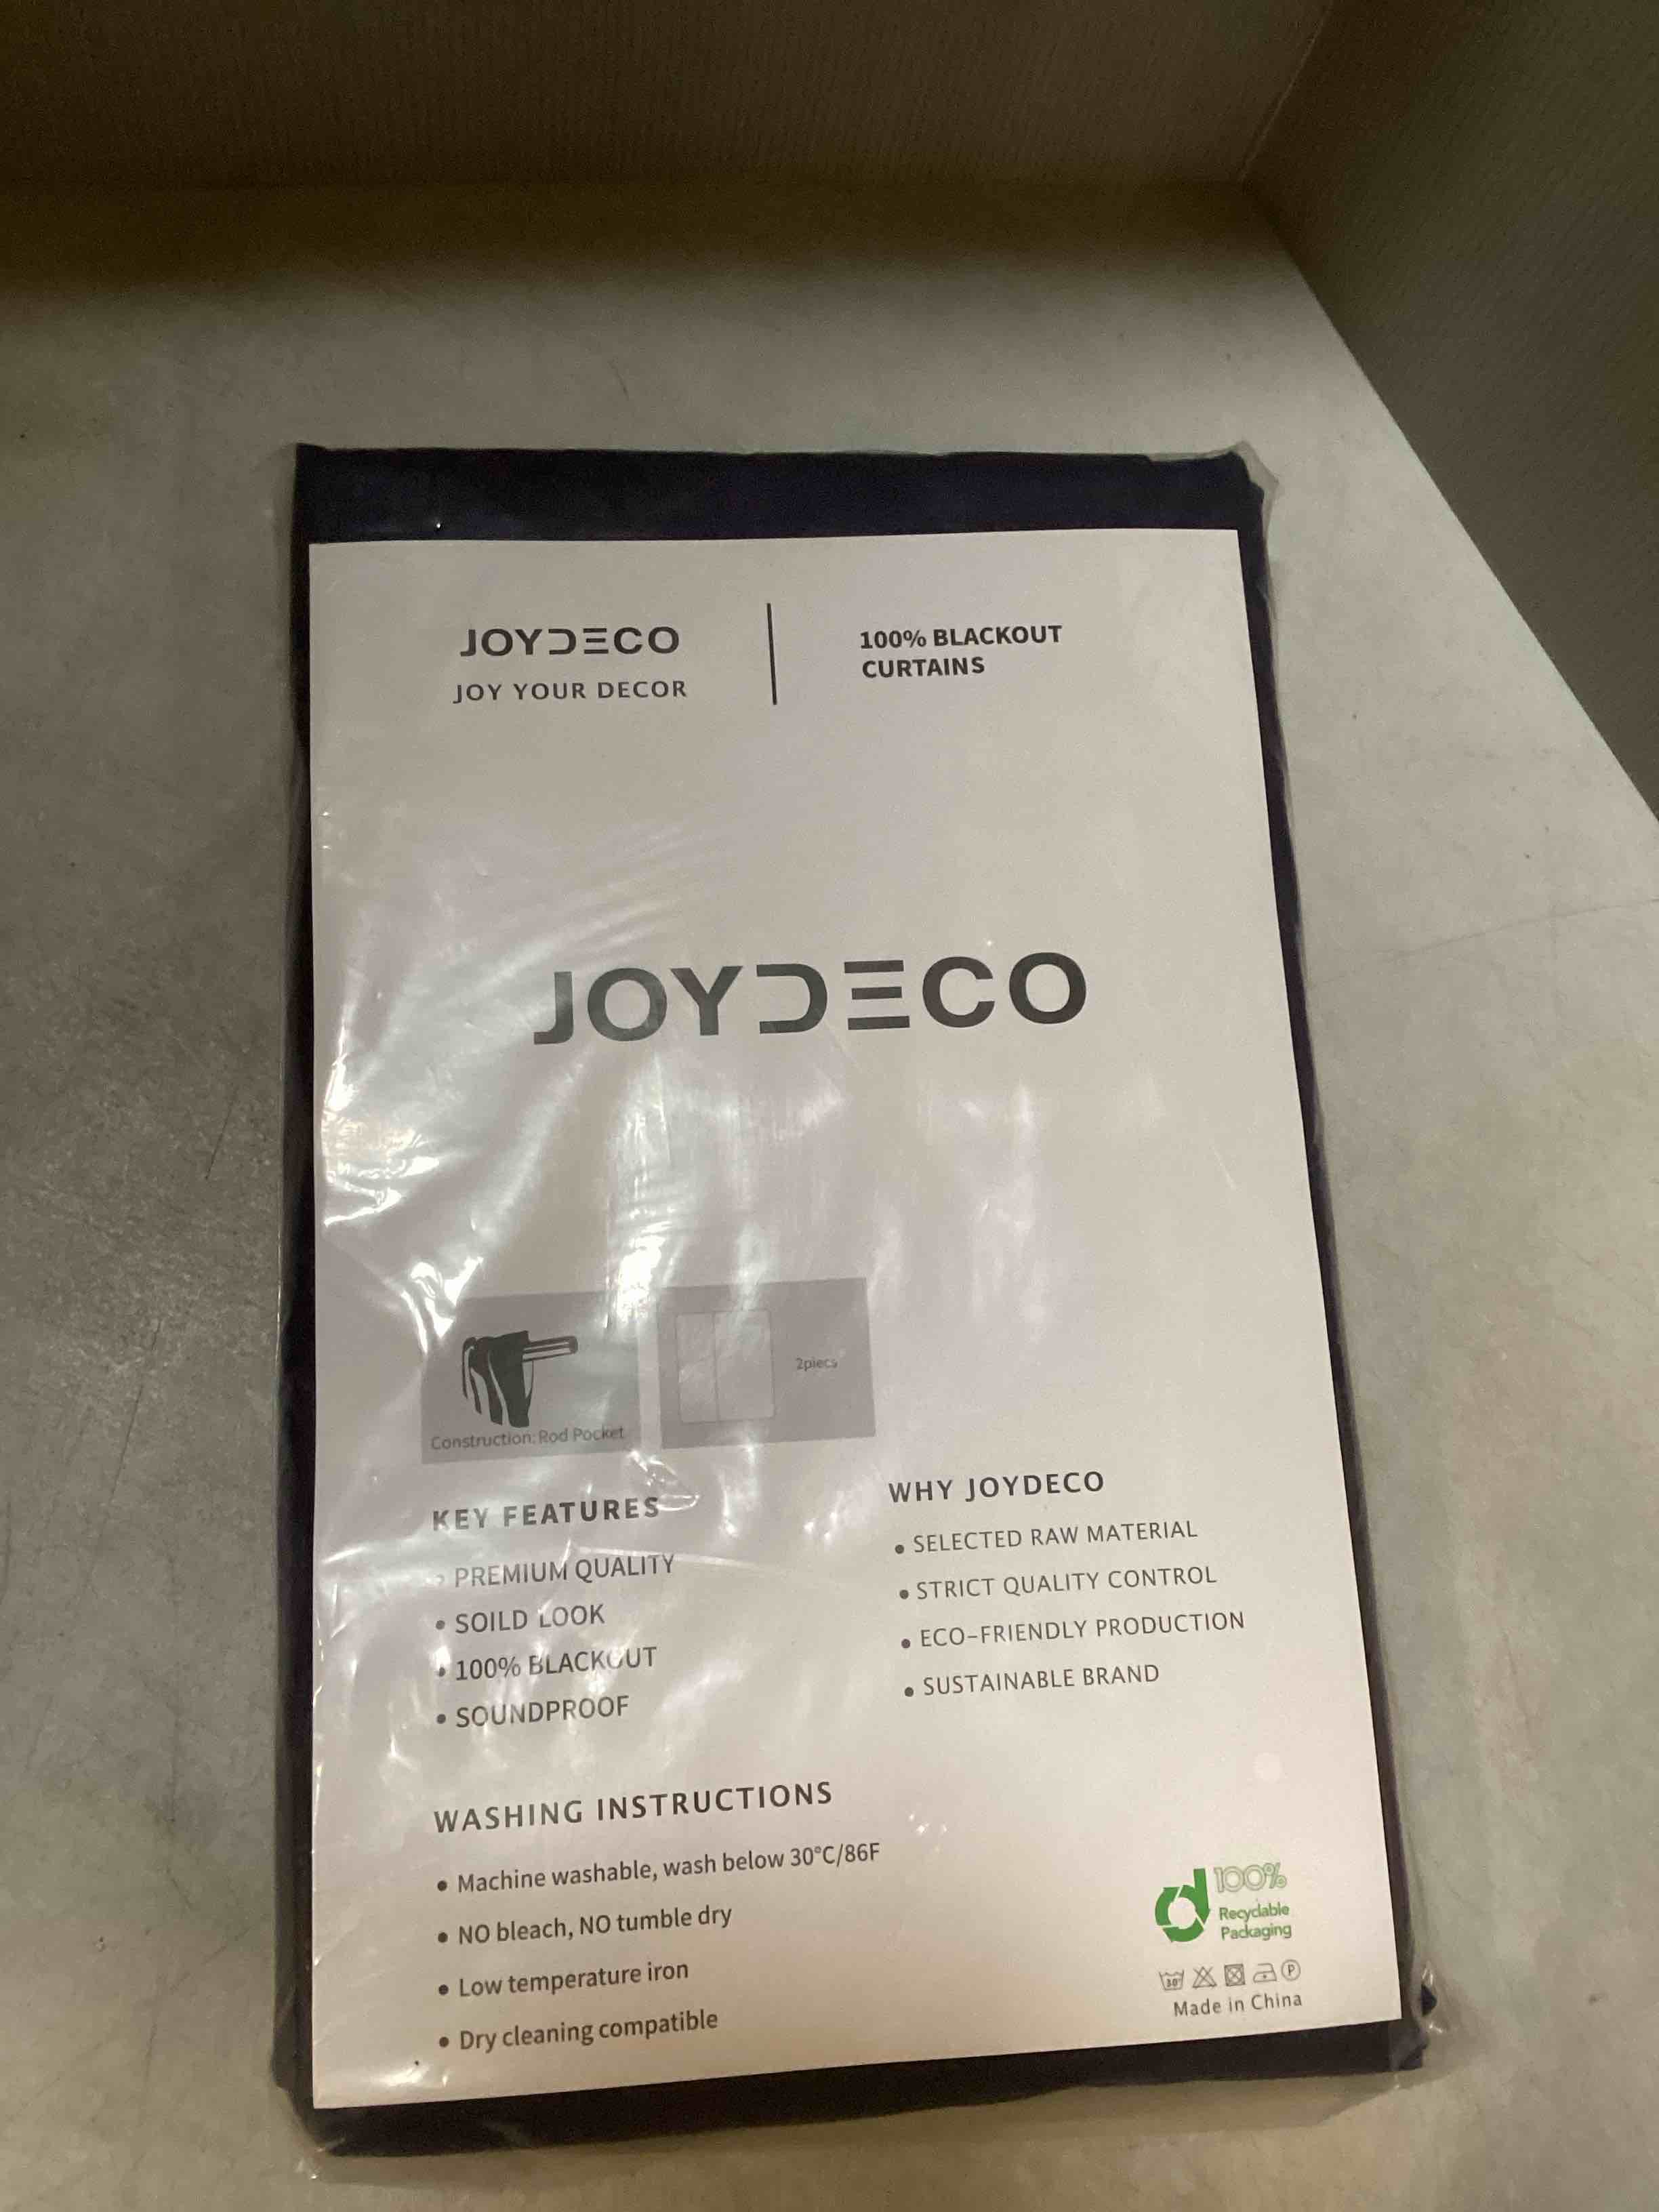 JOYDECO
JOY YOUR DECOR
100% BLACKOUT
CURTAINS
JOYDECO
Construction: Rod Pocket
2piecs
KEY FEATURES
• PREMIUM QUALITY
• SOILD LOOK
• 100% BLACKOUT
• SOUNDPROOF
WHY JOYDECO
• SELECTED RAW MATERIAL
• STRICT QUALITY CONTROL
• ECO-FRIENDLY PRODUCTION
• SUSTAINABLE BRAND
WASHING INSTRUCTIONS
• Machine washable, wash below 30°C/86F
• NO bleach, NO tumble dry
• Low temperature iron
• Dry cleaning compatible
100%
Recyclable
Packaging
30° P
Made in China